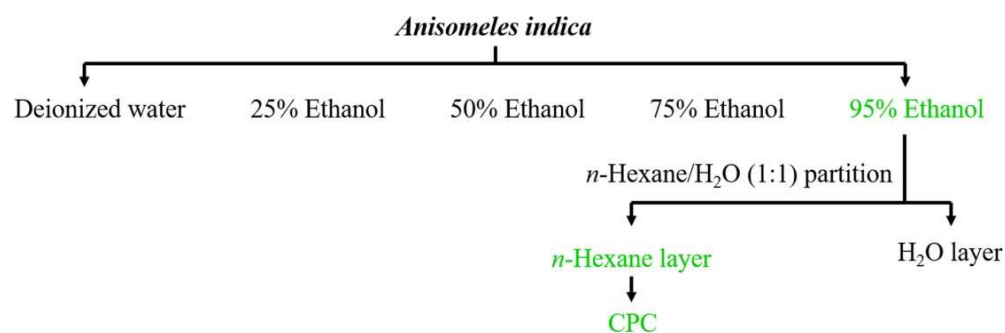 Anisomeles indica
Deionized water 25% Ethanol 50% Ethanol 75% Ethanol 95% Ethanol
n-Hexane/H₂O (1:1) partition
n-Hexane layer H₂O layer
CPC